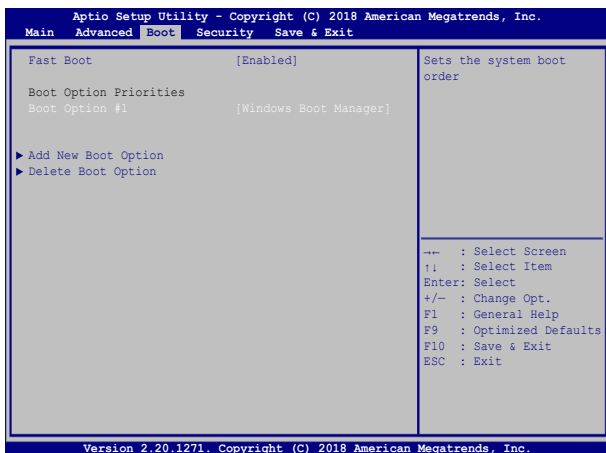 Aptio Setup Utility - Copyright (C) 2018 American Megatrends, Inc.
Main Advanced Boot Security Save & Exit
Fast Boot [Enabled]
Boot Option Priorities
Boot Option #1 [Windows Boot Manager]
▶ Add New Boot Option
▶ Delete Boot Option
Sets the system boot
order
→← : Select Screen
↑↓ : Select Item
Enter: Select
+/— : Change Opt.
F1 : General Help
F9 : Optimized Defaults
F10 : Save & Exit
ESC : Exit
Version 2.20.1271. Copyright (C) 2018 American Megatrends, Inc.